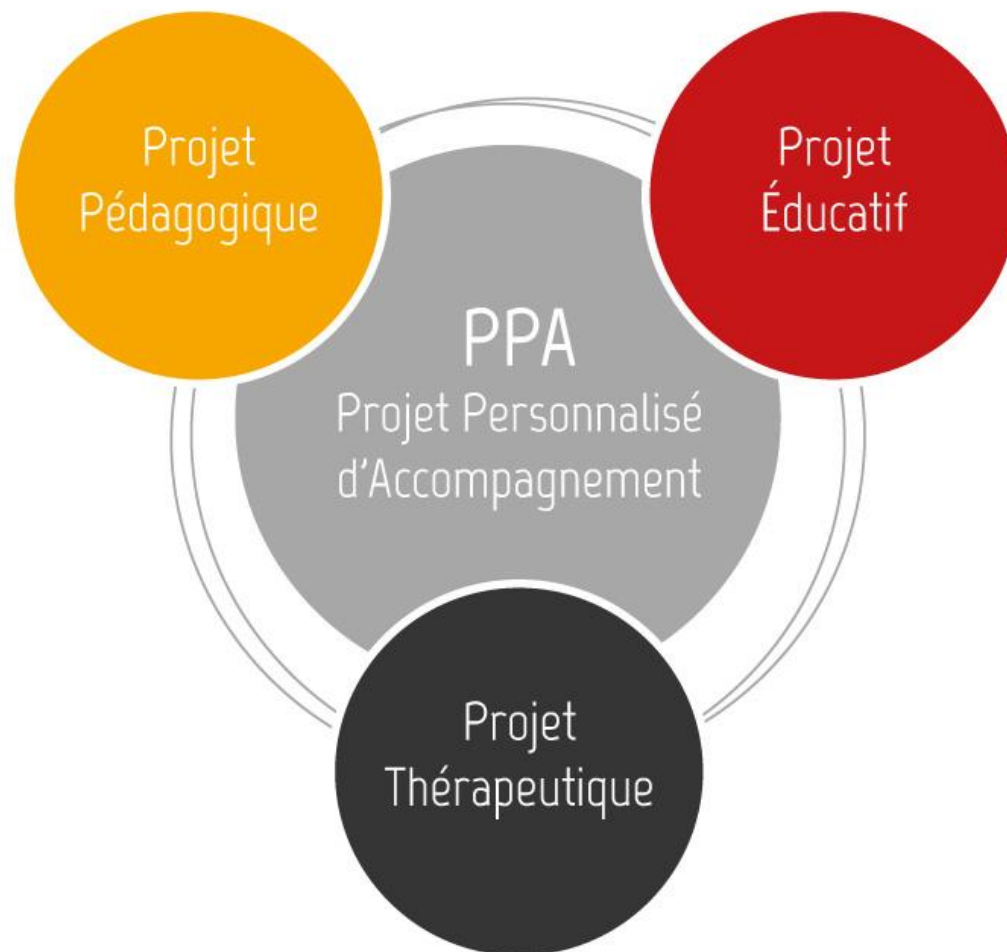 Projet
Pédagogique
Projet
Éducatif
PPA
Projet Personnalisé
d'Accompagnement
Projet
Thérapeutique